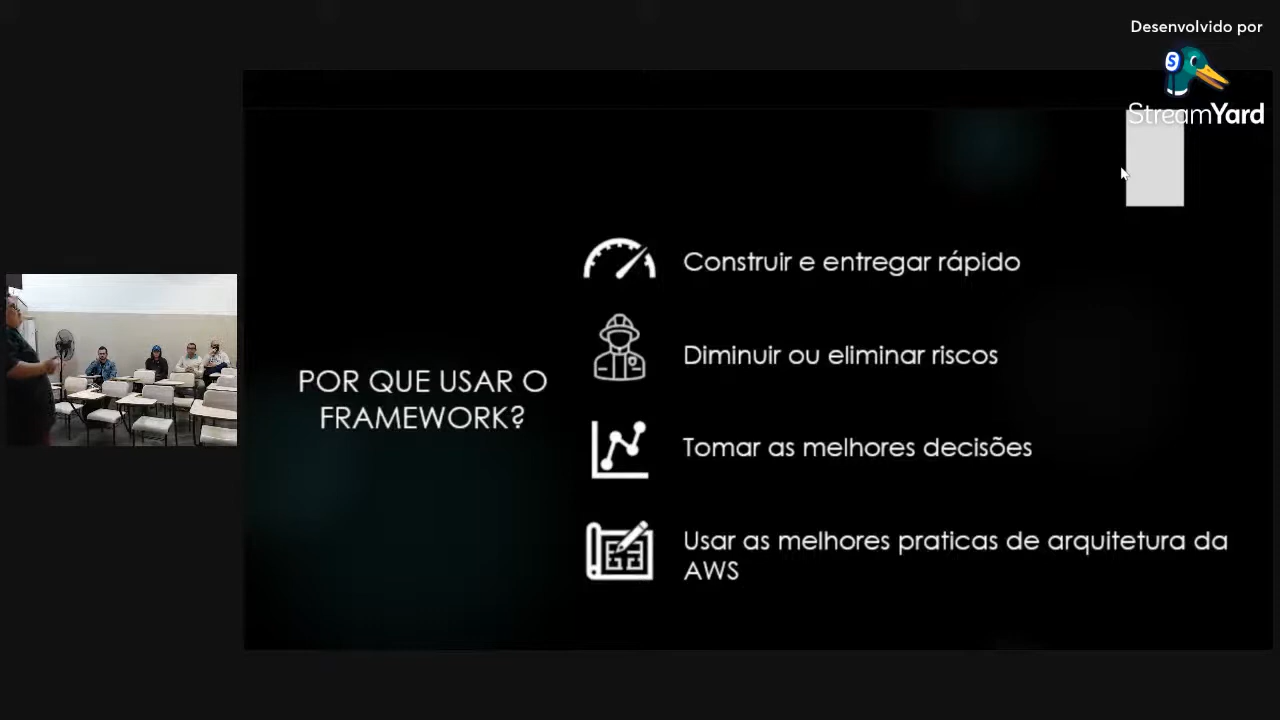 Desenvolvido por
StreamYard
POR QUE USAR O
FRAMEWORK?
Construir e entregar rápido
Diminuir ou eliminar riscos
Tomar as melhores decisões
Usar as melhores praticas de arquitetura da
AWS